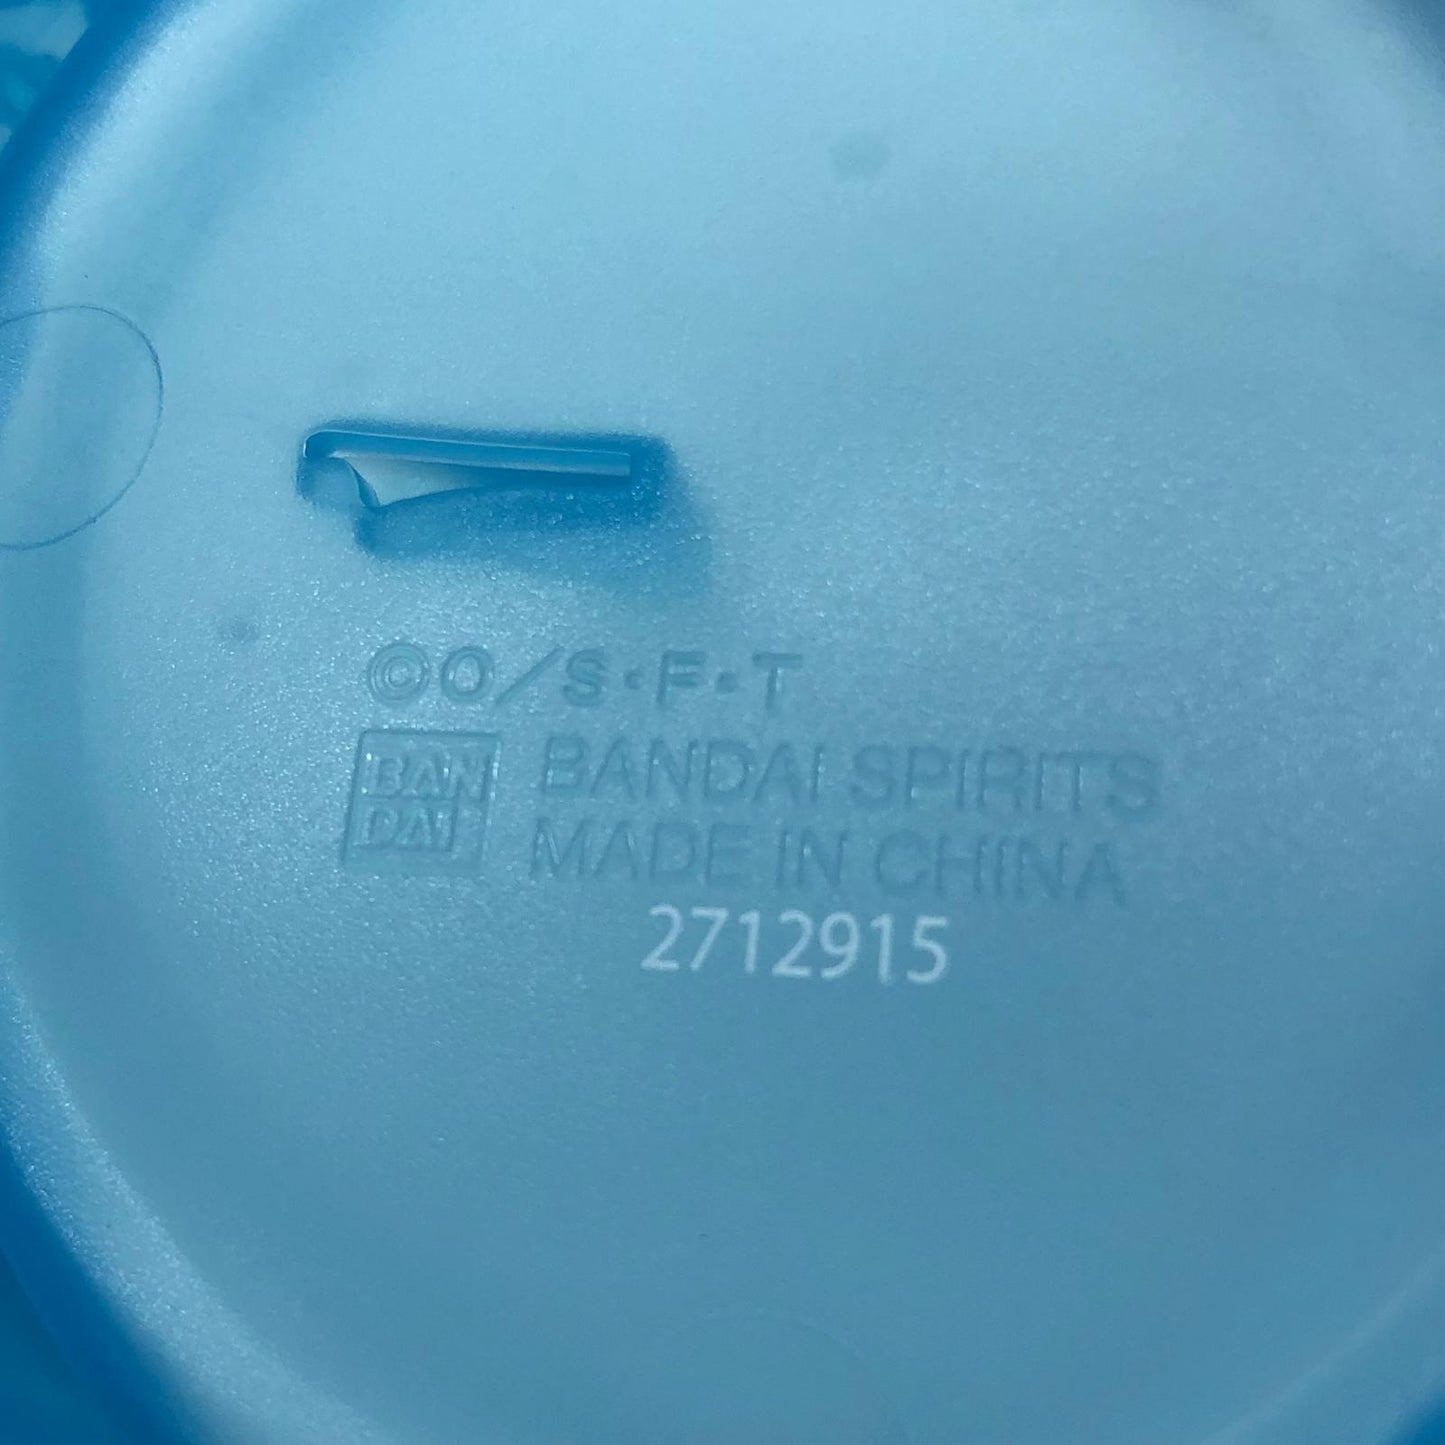 ©O/S·F·T
BAN
DAI
BANDAI SPIRITS
MADE IN CHINA
2712915